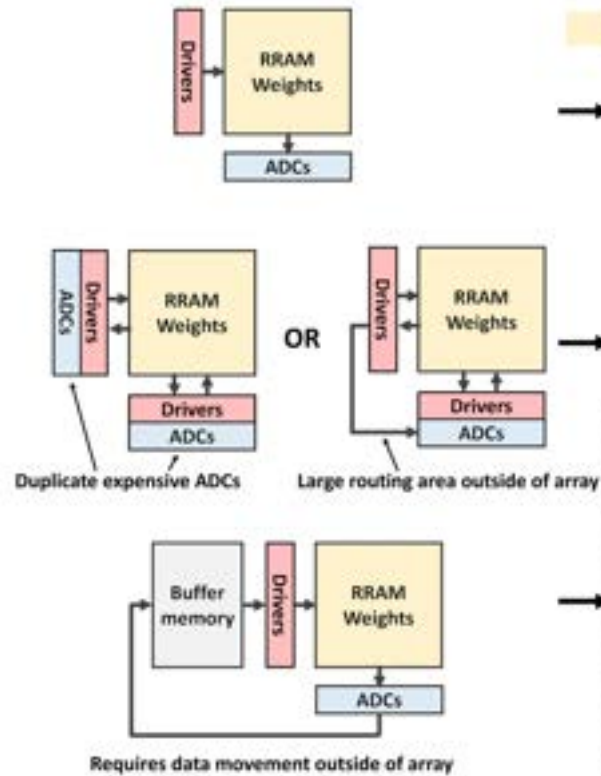 Drivers
RRAM
Weights
ADCs
ADCs
Drivers
RRAM
Weights
Drivers
ADCs
OR
Drivers
RRAM
Weights
Drivers
ADCs
Duplicate expensive ADCs
Large routing area outside of array
Buffer
memory
Drivers
RRAM
Weights
ADCs
Requires data movement outside of array